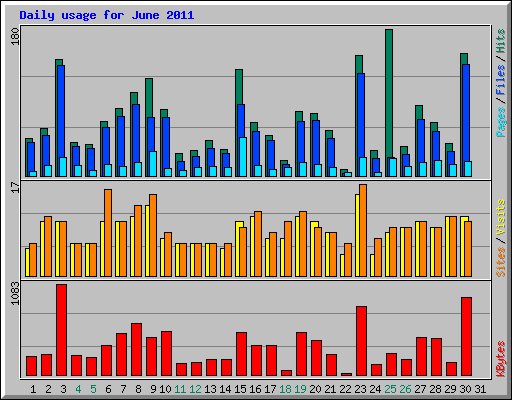 Daily usage for June 2011
180
Pages / Files / Hits
17
Sites / Visits
1083
KBytes
1 2 3 4 5 6 7 8 9 10 11 12 13 14 15 16 17 18 19 20 21 22 23 24 25 26 27 28 29 30 31